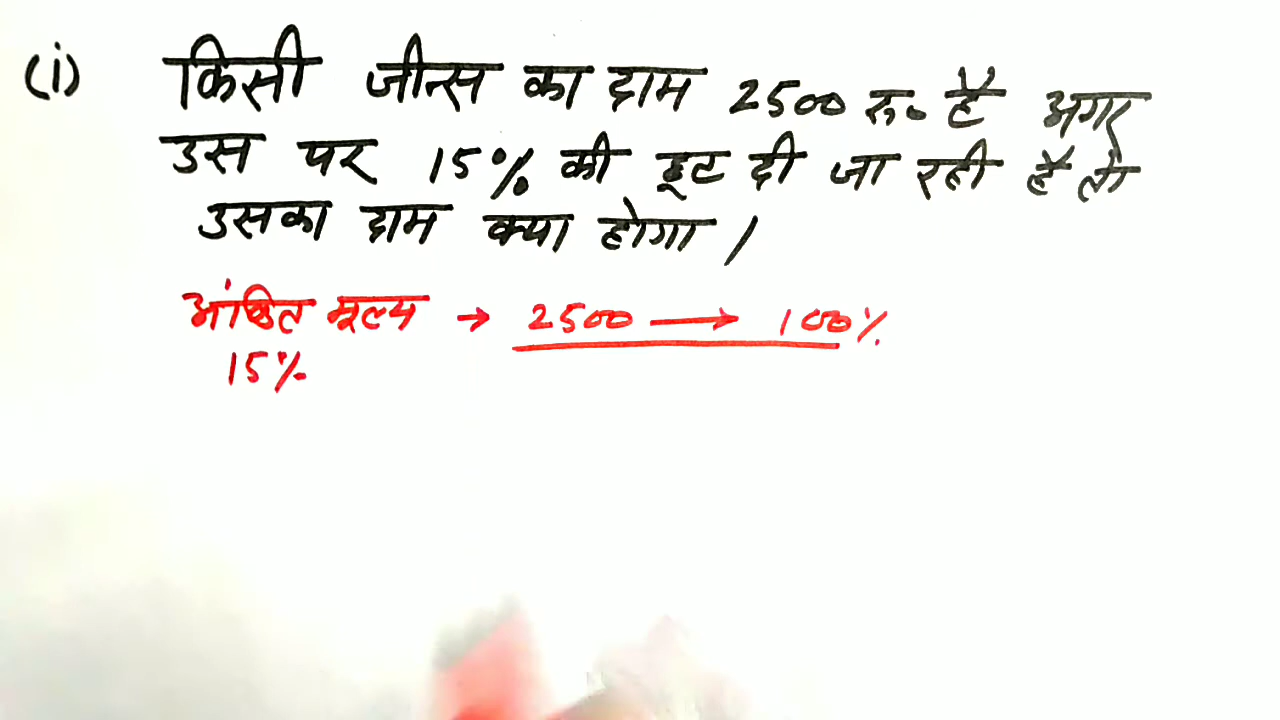 (i) किसी जीन्स का दाम 2500 रु. है अगर
उस पर 15% की छूट दी जा रही है तो
उसका दाम क्या होगा /
अंकित मूल्य → 2500 → 100%
15%